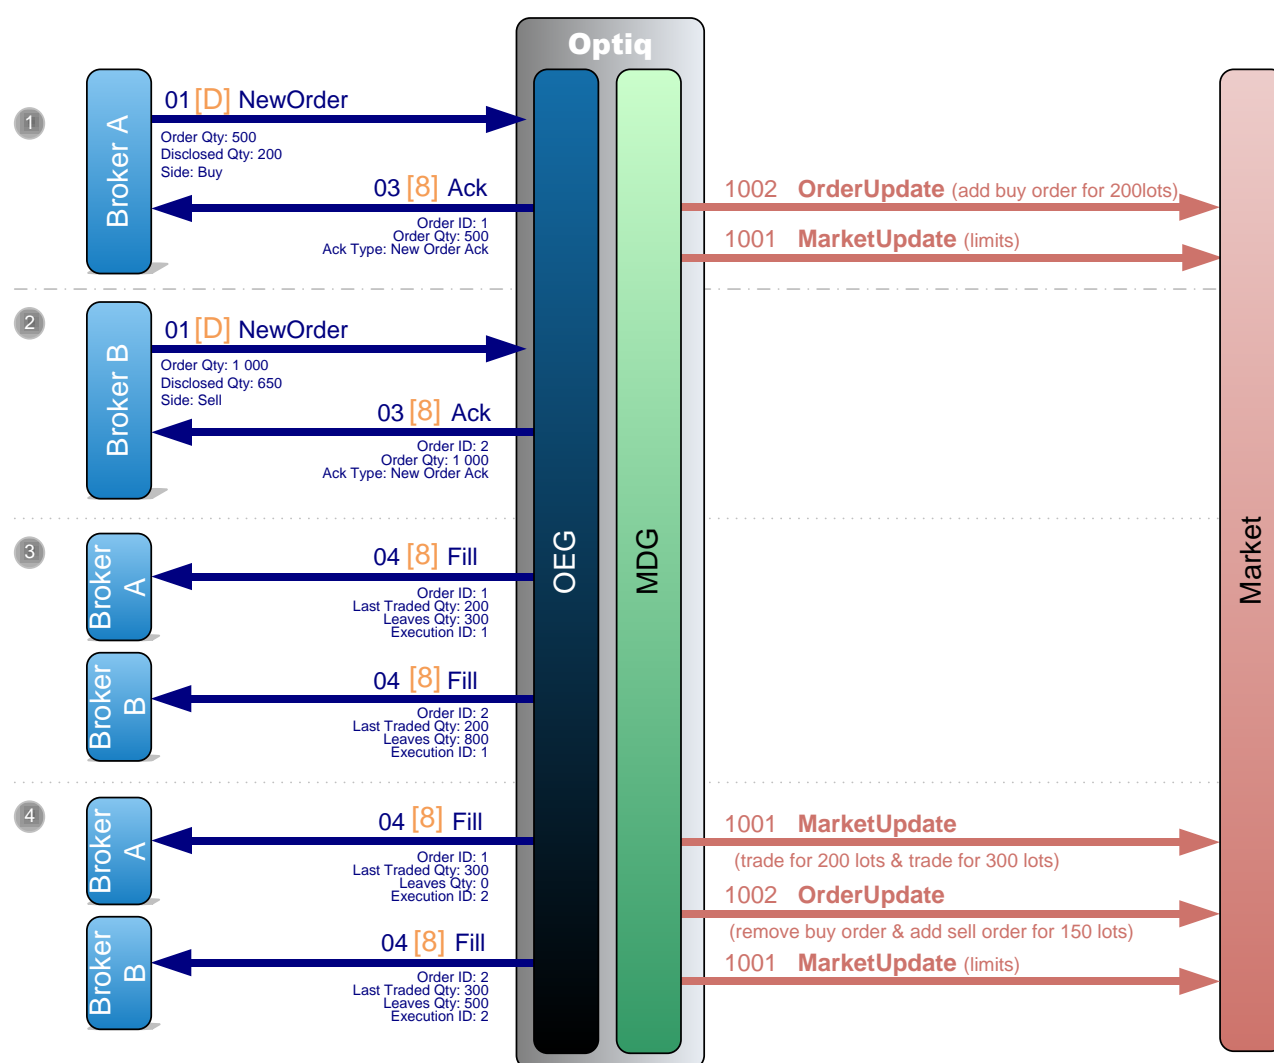 Optiq
1
Broker A
01 [D] NewOrder
Order Qty: 500
Disclosed Qty: 200
Side: Buy
03 [8] Ack
Order ID: 1
Order Qty: 500
Ack Type: New Order Ack
1002 OrderUpdate (add buy order for 200lots)
1001 MarketUpdate (limits)
2
Broker B
01 [D] NewOrder
Order Qty: 1 000
Disclosed Qty: 650
Side: Sell
03 [8] Ack
Order ID: 2
Order Qty: 1 000
Ack Type: New Order Ack
OEG
MDG
Market
3
Broker
A
04 [8] Fill
Order ID: 1
Last Traded Qty: 200
Leaves Qty: 300
Execution ID: 1
Broker
B
04 [8] Fill
Order ID: 2
Last Traded Qty: 200
Leaves Qty: 800
Execution ID: 1
4
Broker
A
04 [8] Fill
Order ID: 1
Last Traded Qty: 300
Leaves Qty: 0
Execution ID: 2
1001 MarketUpdate
(trade for 200 lots & trade for 300 lots)
1002 OrderUpdate
(remove buy order & add sell order for 150 lots)
Broker
B
04 [8] Fill
Order ID: 2
Last Traded Qty: 300
Leaves Qty: 500
Execution ID: 2
1001 MarketUpdate (limits)